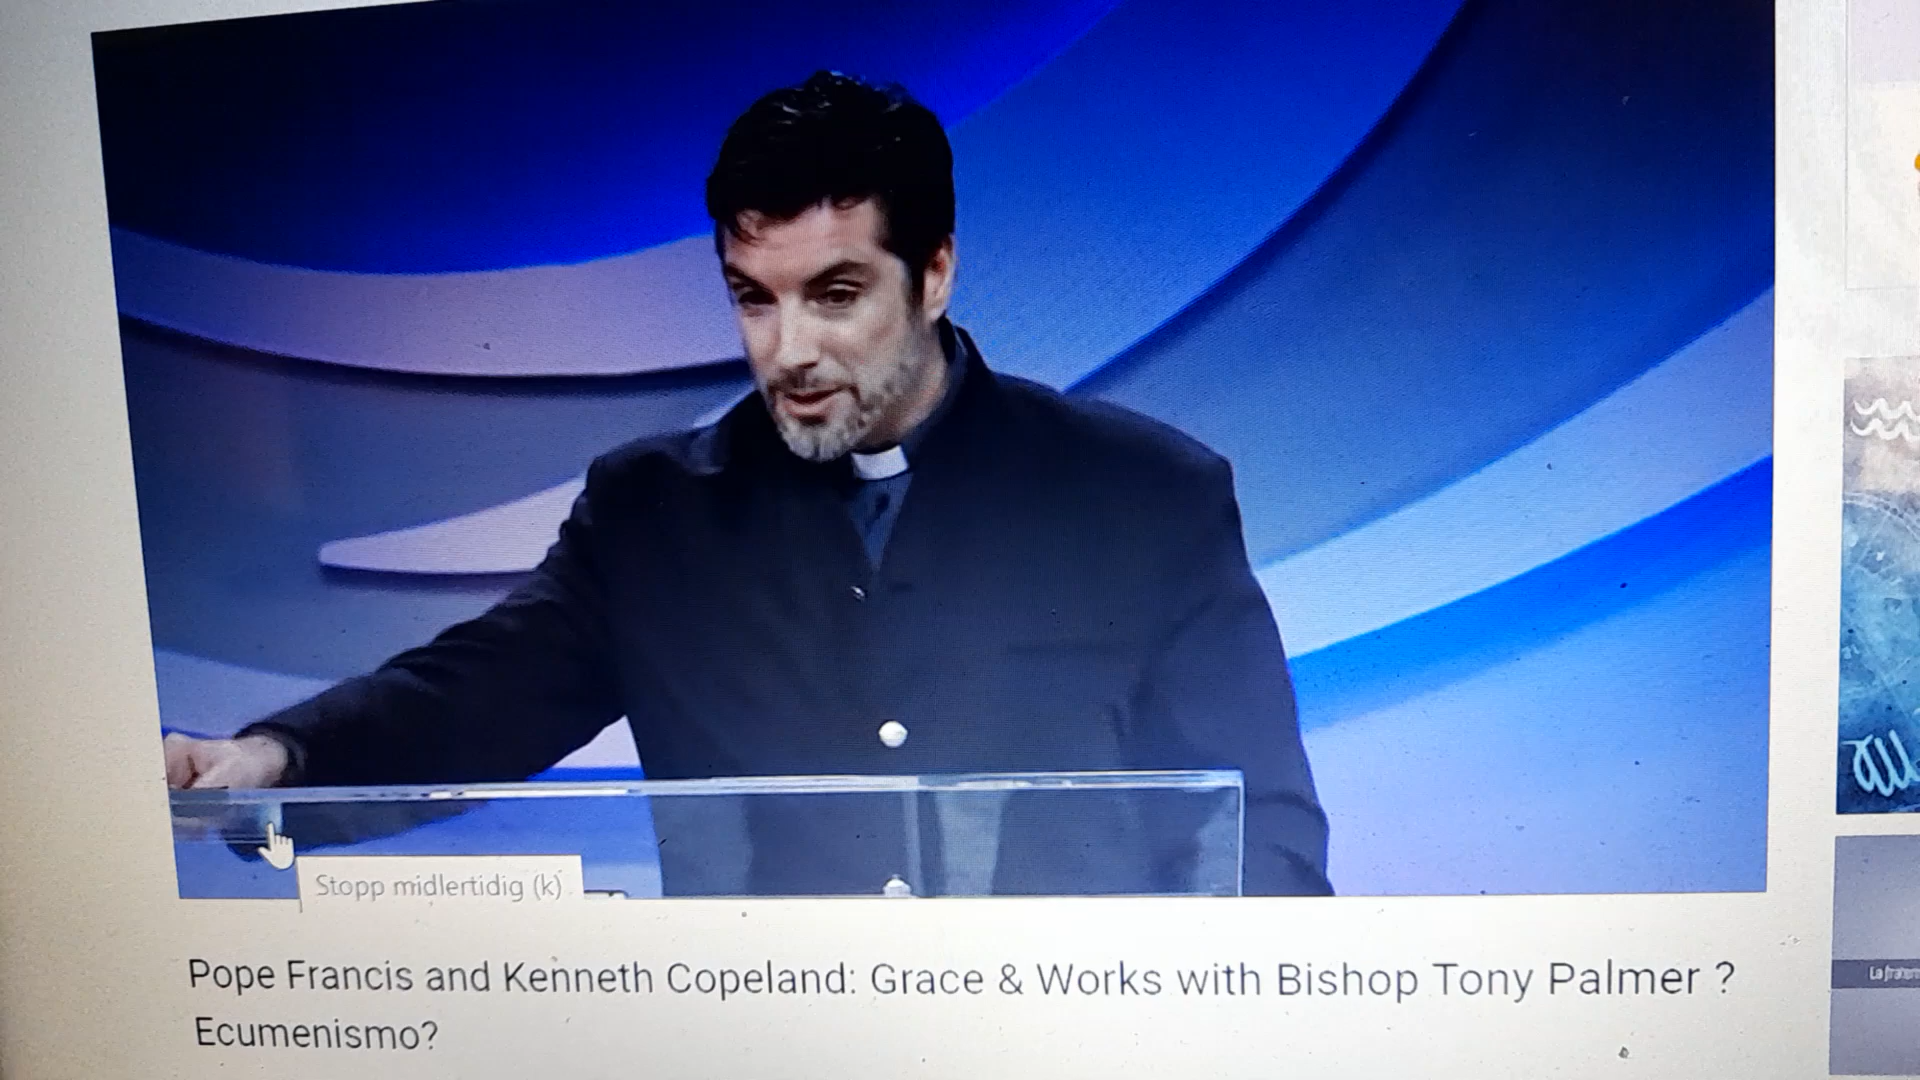 Stopp midlertidig (k)
Pope Francis and Kenneth Copeland: Grace & Works with Bishop Tony Palmer ?
Ecumenismo?